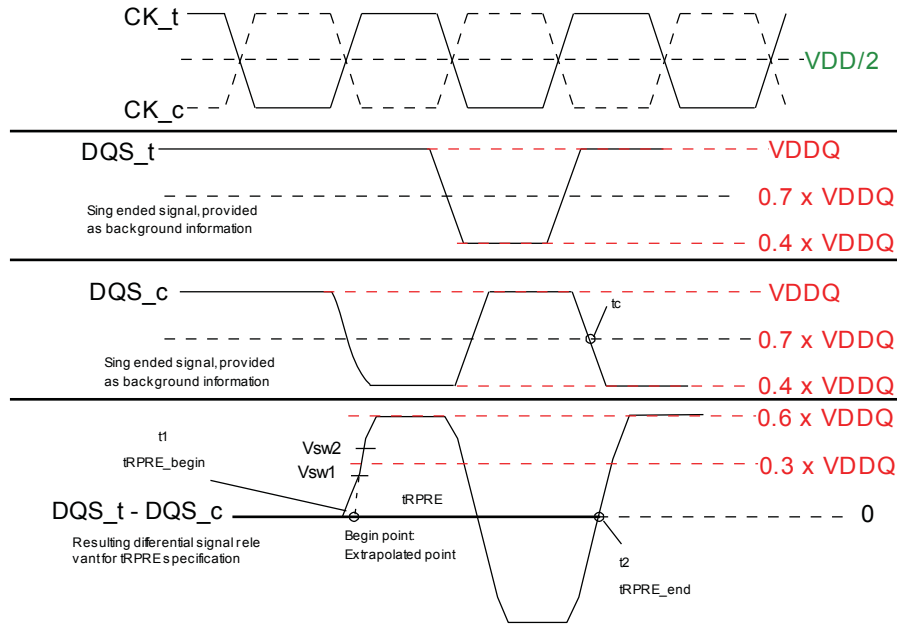 CK_t
VDD/2
CK_c
DQS_t
VDDQ
0.7 x VDDQ
Sing ended signal, provided
as background information
0.4 x VDDQ
DQS_c
VDDQ
tc
0.7 x VDDQ
Sing ended signal, provided
as background information
0.4 x VDDQ
0.6 x VDDQ
t1
tRPRE_begin
Vsw2
Vsw1
0.3 x VDDQ
tRPRE
DQS_t - DQS_c
0
Resulting differential signal rele
vant for tRPRE specification
Begin point:
Extrapolated point
t2
tRPRE_end